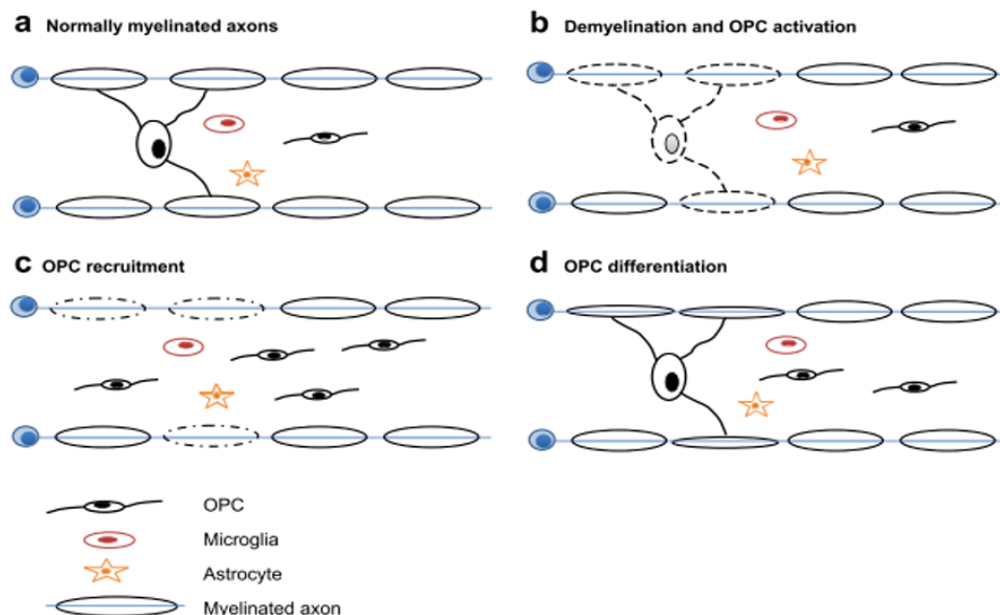 a Normally myelinated axons
b Demyelination and OPC activation
c OPC recruitment
d OPC differentiation
OPC
Microglia
Astrocyte
Myelinated axon